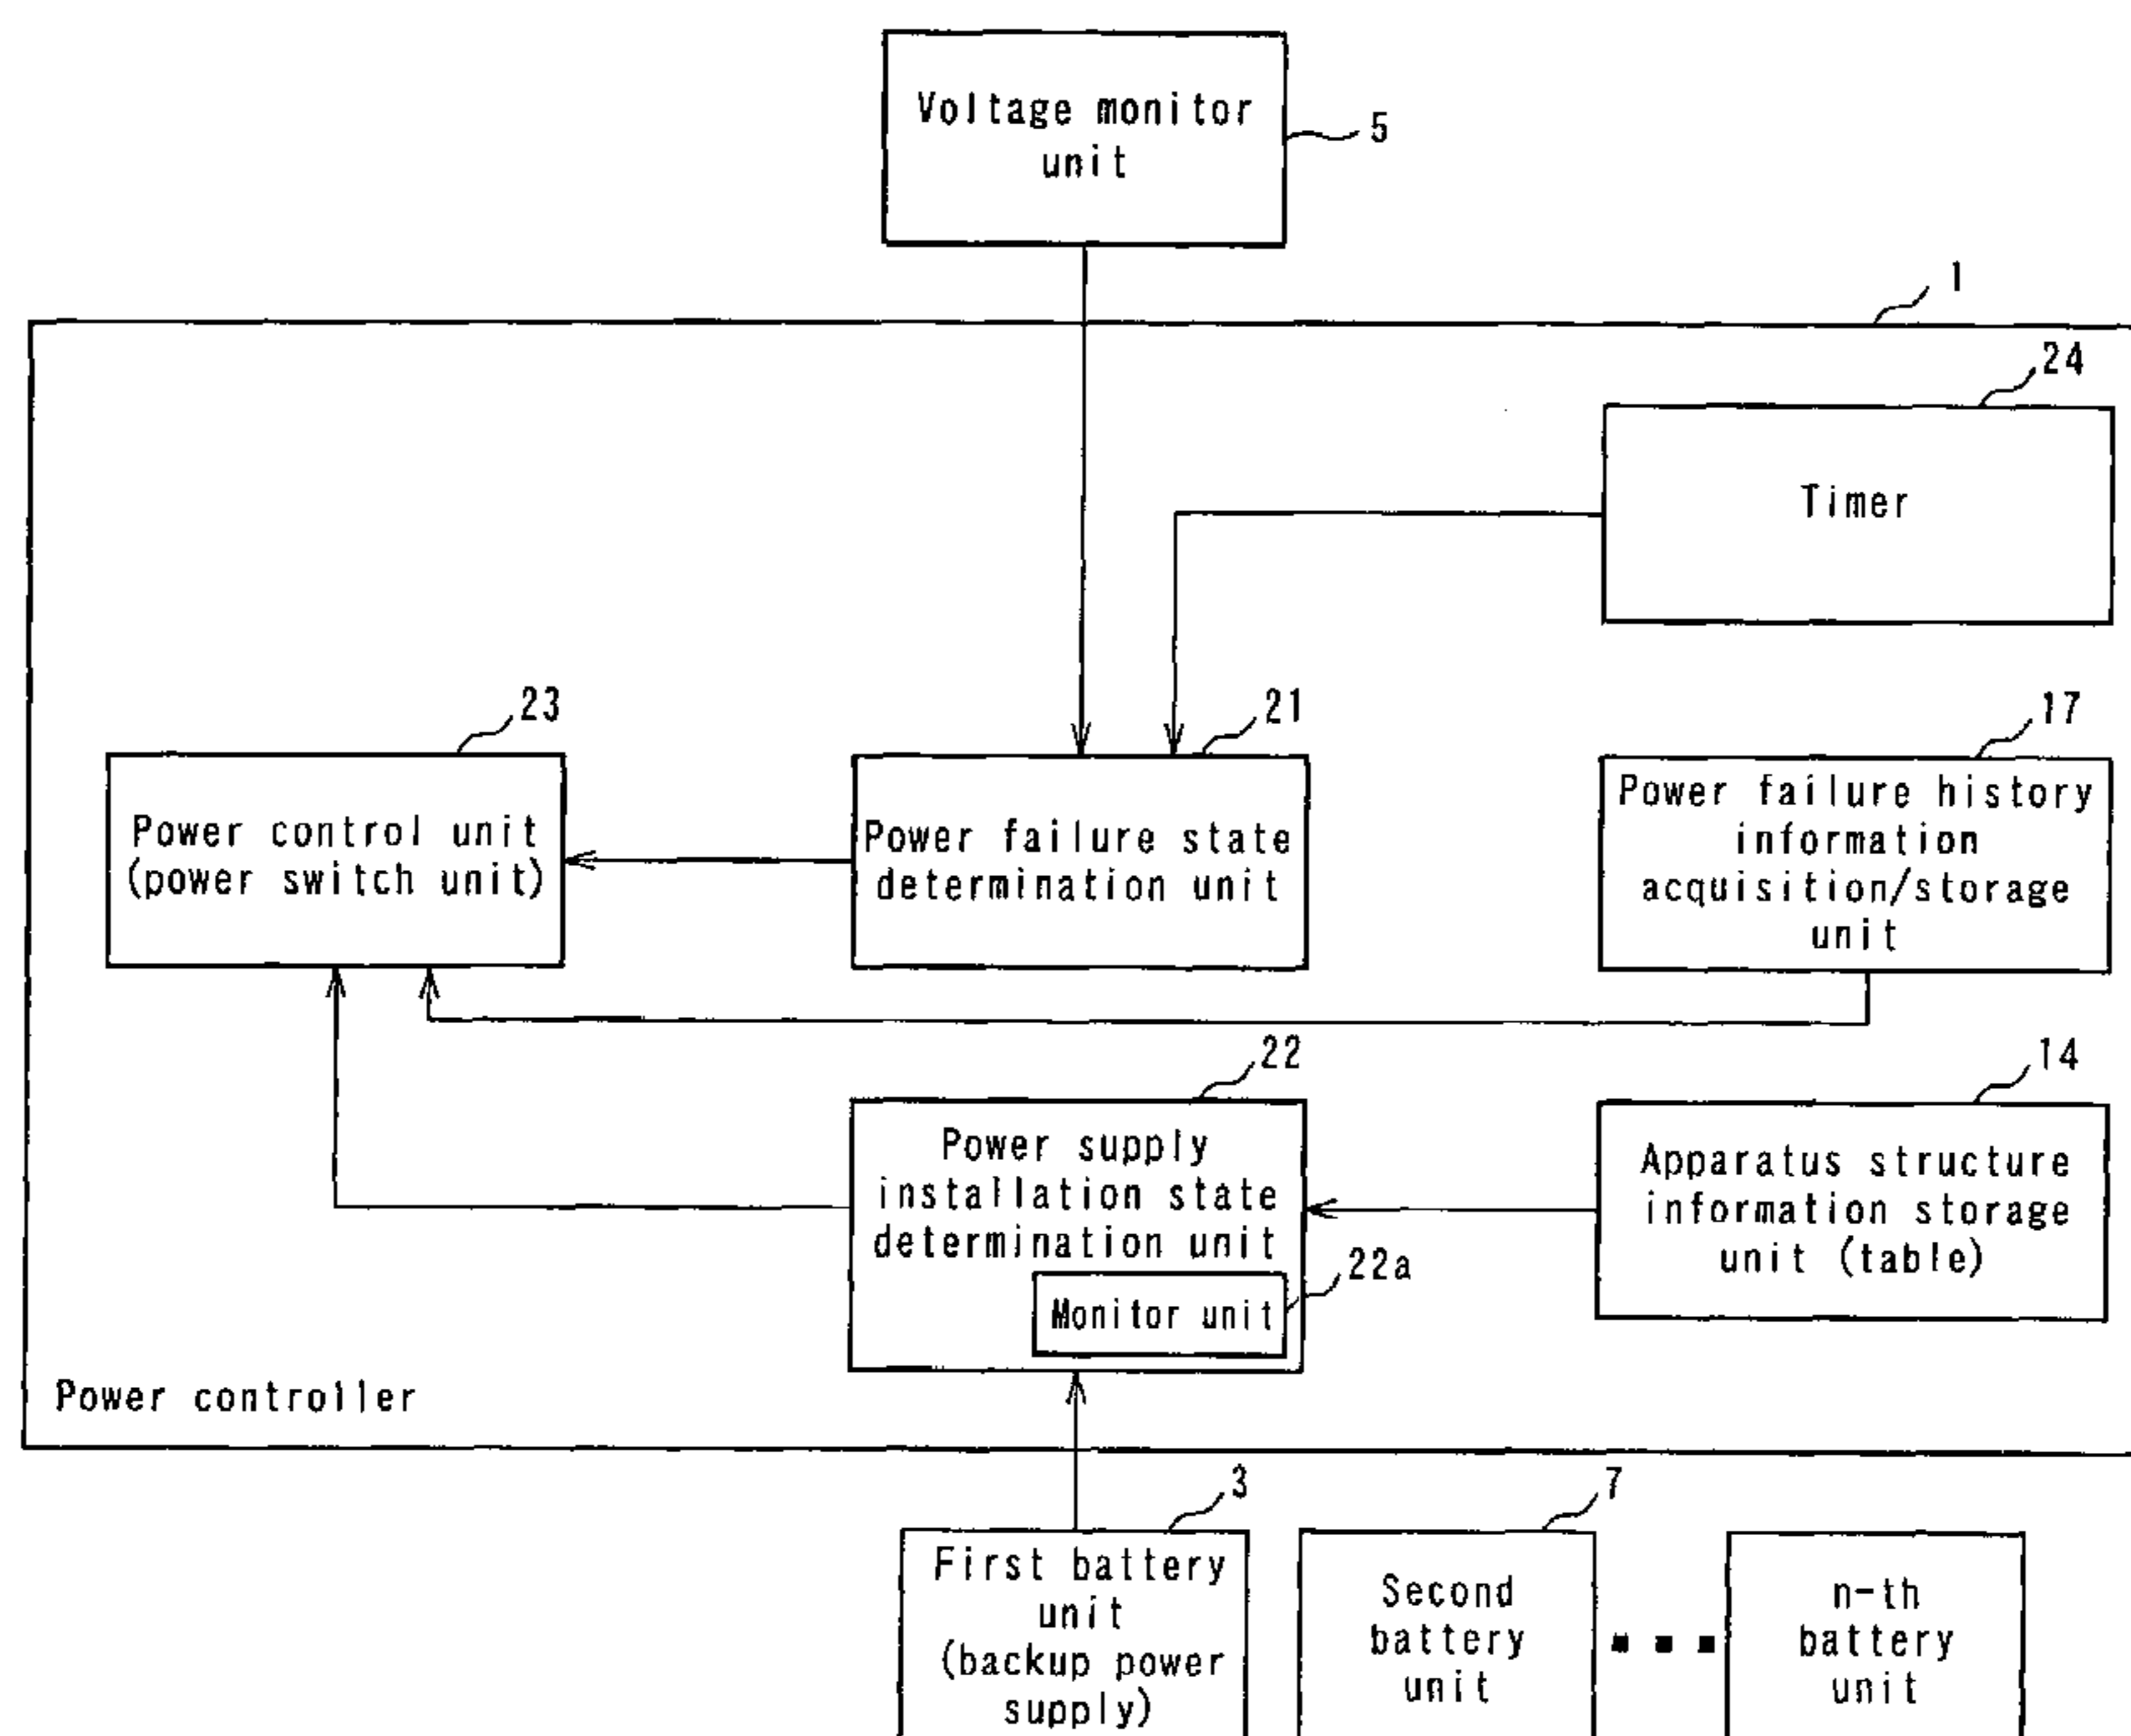 Voltage monitor
unit
5
1
24
Timer
23
21
17
Power control unit
(power switch unit)
Power failure state
determination unit
Power failure history
information
acquisition/storage
unit
22
14
Power supply
installation state
determination unit
22a
Monitor unit
Apparatus structure
information storage
unit (table)
Power controller
3
7
First battery
unit
(backup power
supply)
Second
battery
unit
n-th
battery
unit